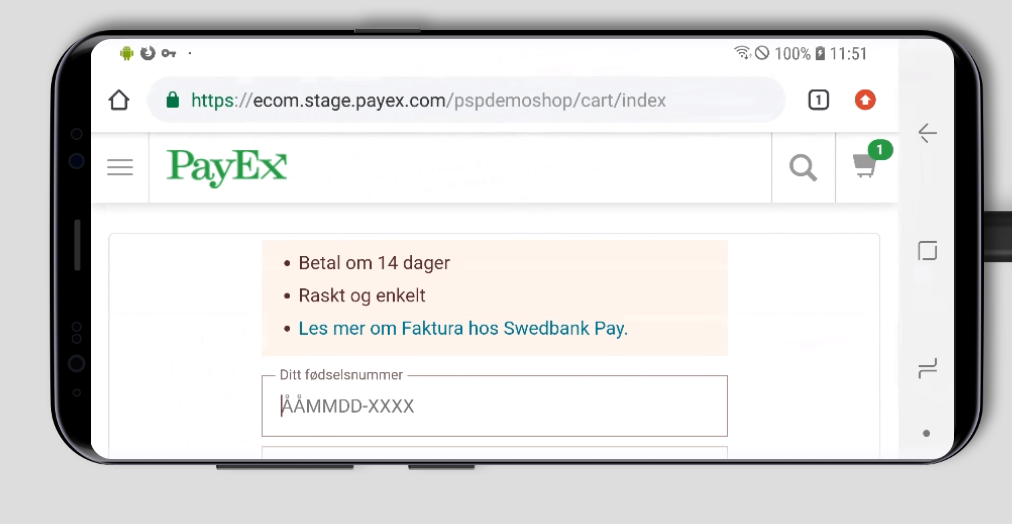 100% 11:51
https://ecom.stage.payex.com/pspdemoshop/cart/index
1
PayEx
1
Betal om 14 dager
Raskt og enkelt
Les mer om Faktura hos Swedbank Pay.
Ditt fødselsnummer
ÅÅMMDD-XXXX